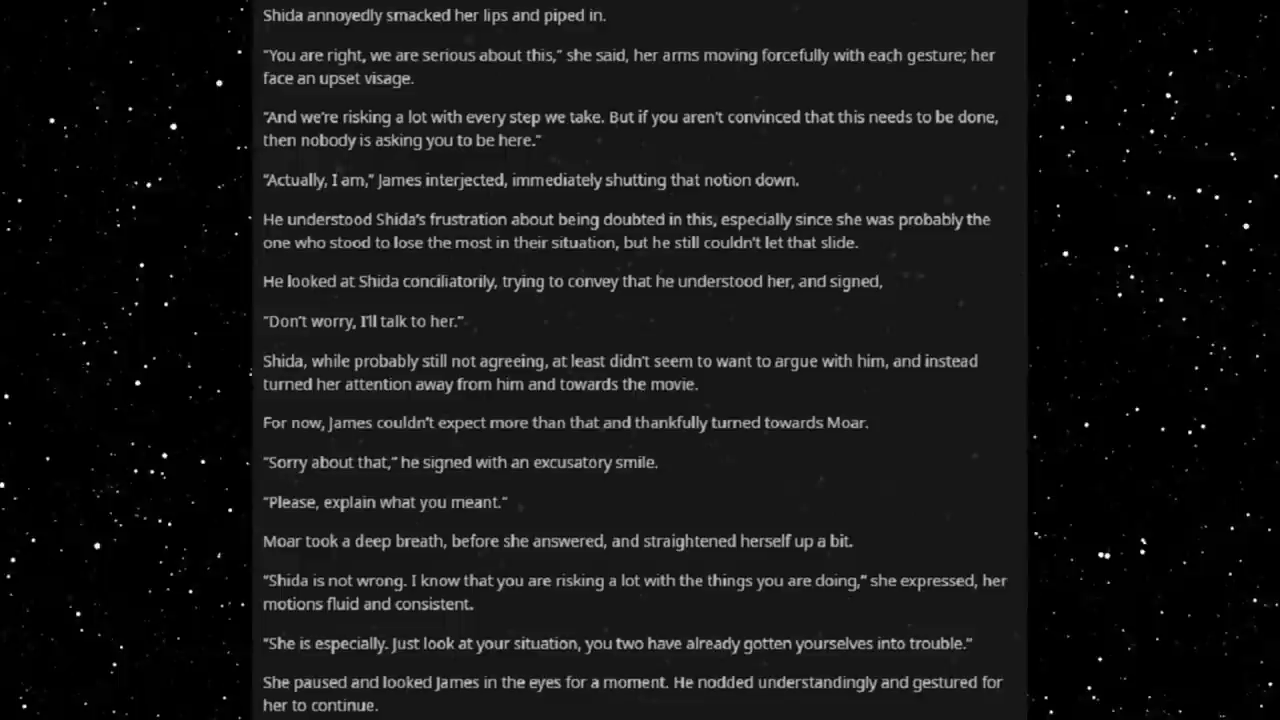 Shida annoyedly smacked her lips and piped in.
"You are right, we are serious about this," she said, her arms moving forcefully with each gesture; her
face an upset visage.
"And we're risking a lot with every step we take. But if you aren't convinced that this needs to be done,
then nobody is asking you to be here."
"Actually, I am," James interjected, immediately shutting that notion down.
He understood Shida's frustration about being doubted in this, especially since she was probably the
one who stood to lose the most in their situation, but he still couldn't let that slide.
He looked at Shida conciliatorily, trying to convey that he understood her, and signed,
"Don't worry, I'll talk to her."
Shida, while probably still not agreeing, at least didn't seem to want to argue with him, and instead
turned her attention away from him and towards the movie.
For now, James couldn't expect more than that and thankfully turned towards Moar.
"Sorry about that," he signed with an excusatory smile.
"Please, explain what you meant."
Moar took a deep breath, before she answered, and straightened herself up a bit.
"Shida is not wrong. I know that you are risking a lot with the things you are doing," she expressed, her
motions fluid and consistent.
"She is especially. Just look at your situation, you two have already gotten yourselves into trouble."
She paused and looked James in the eyes for a moment. He nodded understandingly and gestured for
her to continue.